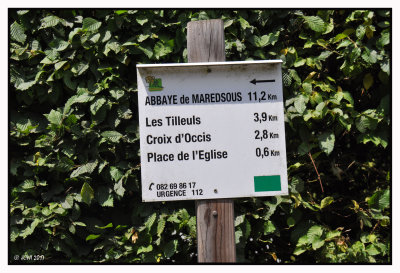 ABBAYE de MAREDSOUS 11,2 Km
Les Tilleuls 3,9 Km
Croix d'Occis 2,8 Km
Place de l'Eglise 0,6 Km
082 69 86 17
URGENCE 112